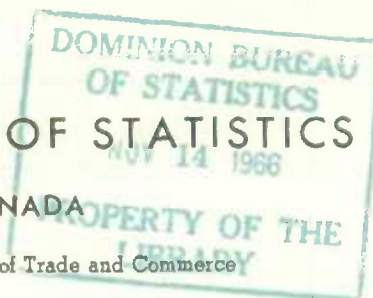 DOMINION BUREAU
OF STATISTICS
OF STATISTICS
NOV 14 1966
NADA
PROPERTY OF THE
LIBRARY
of Trade and Commerce